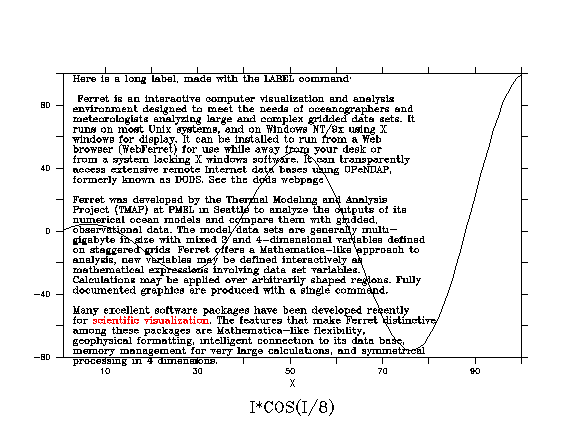 Here is a long label, made with the LABEL command
Ferret is an interactive computer visualization and analysis
environment designed to meet the needs of oceanographers and
meteorologists analyzing large and complex gridded data sets. It
runs on most Unix systems, and on Windows NT/9x using X
windows for display. It can be installed to run from a Web
browser (WebFerret) for use while away from your desk or
from a system lacking X windows software. It can transparently
access extensive remote Internet data bases using OPeNDAP,
formerly known as DODS. See the dods webpage
Ferret was developed by the Thermal Modeling and Analysis
Project (TMAP) at PMEL in Seattle to analyze the outputs of its
numerical ocean models and compare them with gridded,
observational data. The model data sets are generally multi-
gigabyte in size with mixed 3 and 4-dimensional variables defined
on staggered grids. Ferret offers a Mathematica-like approach to
analysis, new variables may be defined interactively as
mathematical expressions involving data set variables.
Calculations may be applied over arbitrarily shaped regions. Fully
documented graphics are produced with a single command.
Many excellent software packages have been developed recently
for scientific visualization. The features that make Ferret distinctive
among these packages are Mathematica-like flexibility,
geophysical formatting, intelligent connection to its data base,
memory management for very large calculations, and symmetrical
processing in 4 dimensions.
80
40
0
-40
-80
10 30 50 70 90
X
I*COS(I/8)